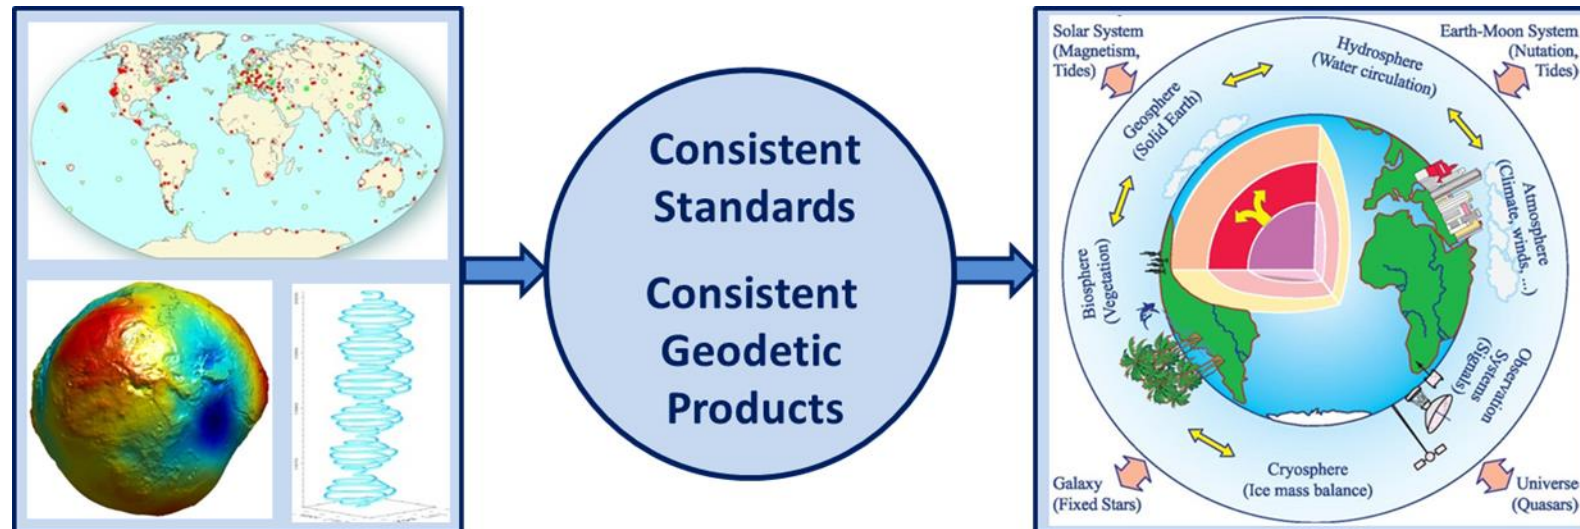 Consistent
Standards
Consistent
Geodetic
Products
Solar System
(Magnetism,
Tides)
Earth-Moon System
(Nutation,
Tides)
Hydrosphere
(Water circulation)
Geosphere
(Solid Earth)
Atmosphere
(Climate, winds, ...)
Biosphere
(Vegetation)
Observation
Systems
(Signals)
Cryosphere
(Ice mass balance)
Galaxy
(Fixed Stars)
Universe
(Quasars)